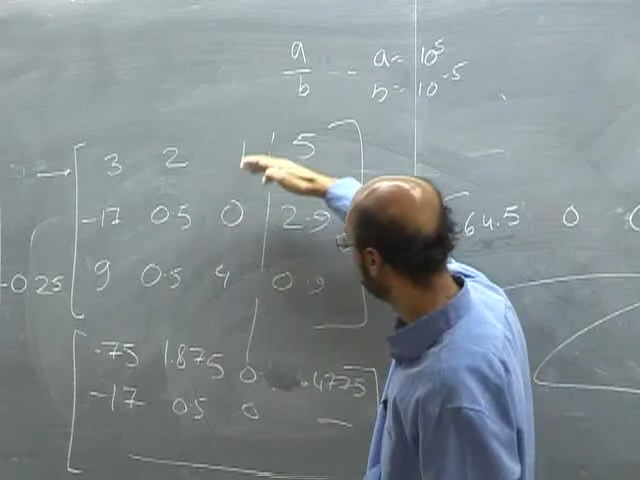 a/b -- a = 10^5
b = 10^-5
3 2 1 5
-17 0.5 0 2.9
9 0.5 4 0.9
-0.25
64.5 0
.75 1.875 0 .4775
-17 0.5 0